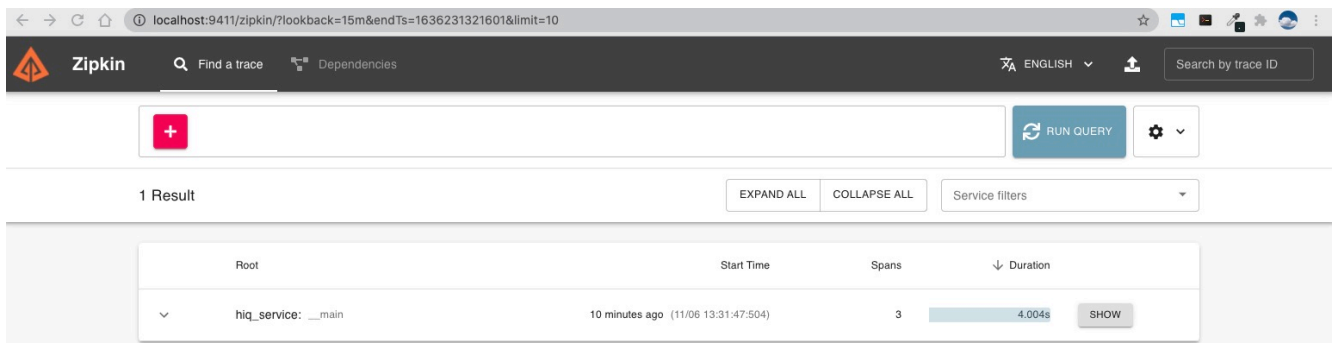 localhost:9411/zipkin/?lookback=15m&endTs=1636231321601&limit=10
Zipkin Find a trace Dependencies ENGLISH Search by trace ID
+ RUN QUERY
1 Result EXPAND ALL COLLAPSE ALL Service filters
Root Start Time Spans Duration
hiq_service: __main 10 minutes ago (11/06 13:31:47:504) 3 4.004s SHOW